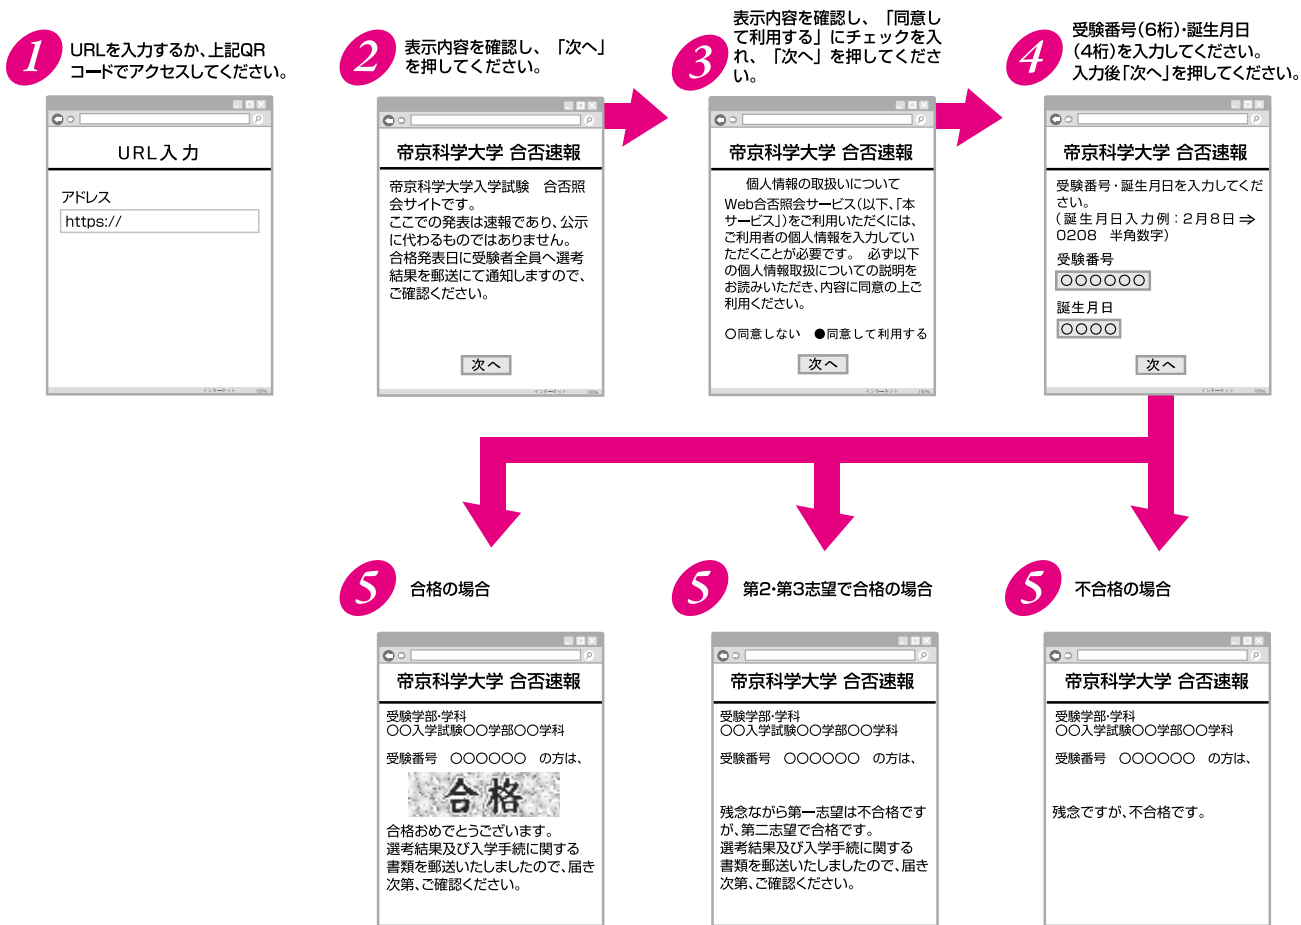 1
URLを入力するか、上記QR
コードでアクセスしてください。
URL入力
アドレス
https://
インターネット 100%
2
表示内容を確認し、「次へ」
を押してください。
帝京科学大学 合否速報
帝京科学大学入学試験 合否照
会サイトです。
ここでの発表は速報であり、公示
に代わるものではありません。
合格発表日に受験者全員へ選考
結果を郵送にて通知しますので、
ご確認ください。
次へ
インターネット 100%
3
表示内容を確認し、「同意し
て利用する」にチェックを入
れ、「次へ」を押してくださ
い。
帝京科学大学 合否速報
個人情報の取扱いについて
Web合否照会サービス(以下、「本
サービス」)をご利用いただくには、
ご利用者の個人情報を入力してい
ただくことが必要です。 必ず以下
の個人情報取扱についての説明を
お読みいただき、内容に同意の上ご
利用ください。
○同意しない ●同意して利用する
次へ
インターネット 100%
4
受験番号(6桁)・誕生月日
(4桁)を入力してください。
入力後「次へ」を押してください。
帝京科学大学 合否速報
受験番号・誕生月日を入力してくだ
さい。
(誕生月日入力例：2月8日⇒
0208 半角数字)
受験番号
○○○○○○
誕生月日
○○○○
次へ
インターネット 100%
5
合格の場合
帝京科学大学 合否速報
受験学部・学科
○○入学試験○○学部○○学科
受験番号 ○○○○○○ の方は、
合格
合格おめでとうございます。
選考結果及び入学手続に関する
書類を郵送いたしましたので、届き
次第、ご確認ください。
5
第2・第3志望で合格の場合
帝京科学大学 合否速報
受験学部・学科
○○入学試験○○学部○○学科
受験番号 ○○○○○○ の方は、
残念ながら第一志望は不合格です
が、第二志望で合格です。
選考結果及び入学手続に関する
書類を郵送いたしましたので、届き
次第、ご確認ください。
5
不合格の場合
帝京科学大学 合否速報
受験学部・学科
○○入学試験○○学部○○学科
受験番号 ○○○○○○ の方は、
残念ですが、不合格です。